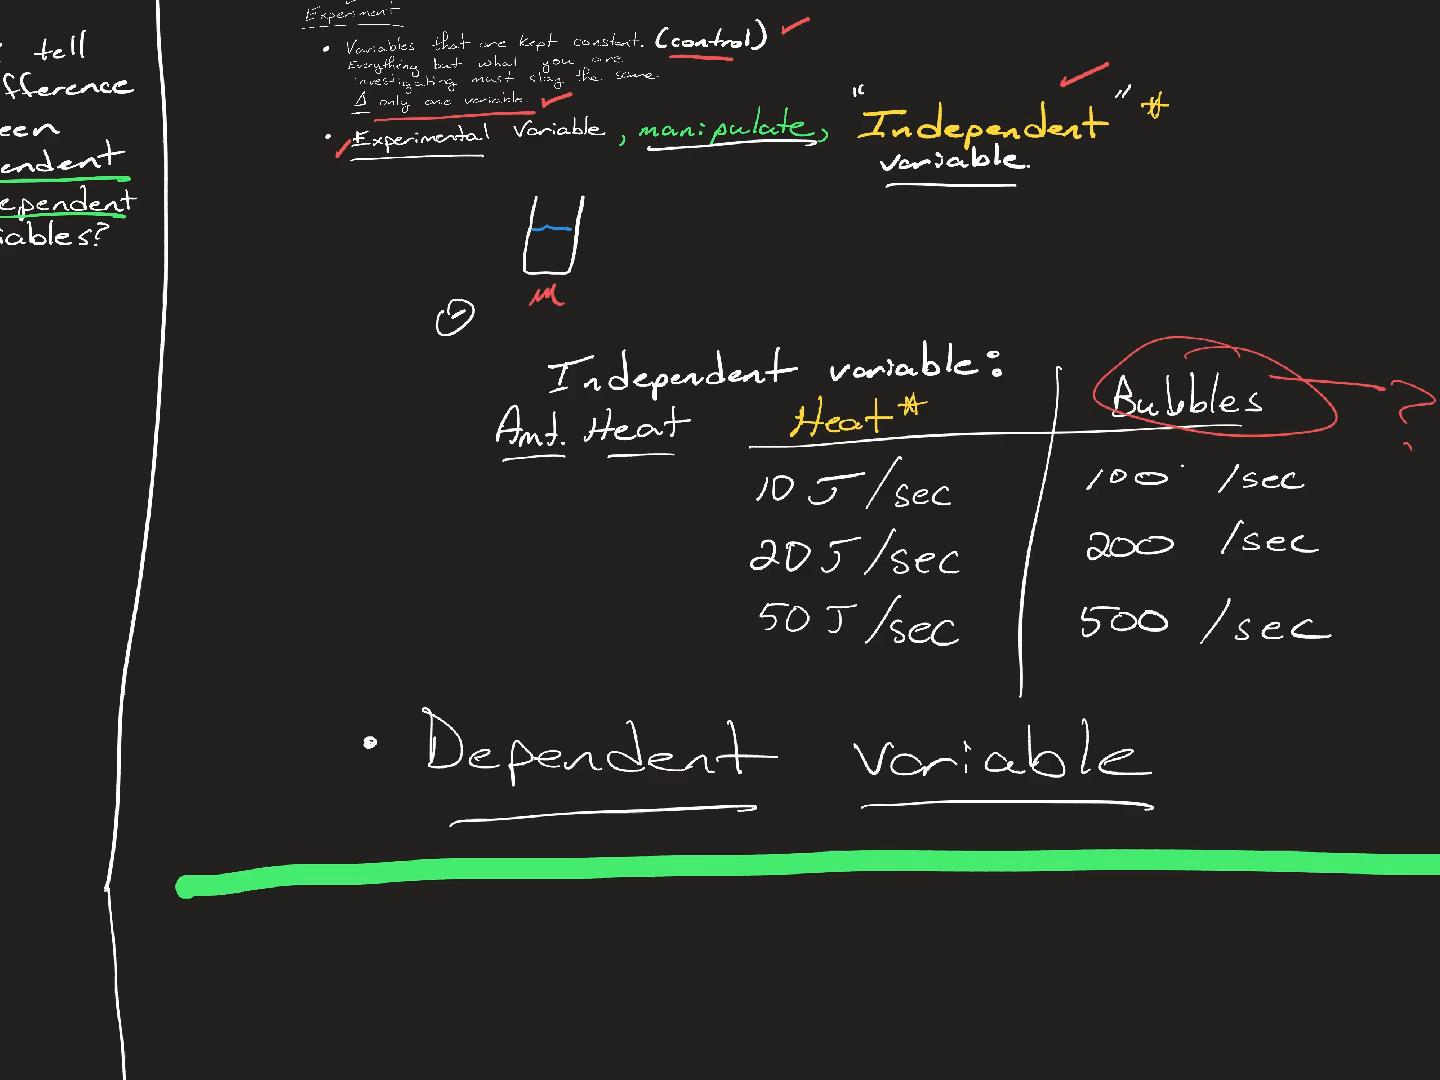 tell
fference
een
endent
ependent
iables?
Experiment
• Variables that are kept constant. (control)
Everything but what you are
investigating must stay the same.
Δ only one variable.
• Experimental Variable, manipulate, "Independent" *
variable.
Independent variable:
Amt. Heat
Heat* Bubbles ?
10 J/sec 100 /sec
20 J/sec 200 /sec
50 J/sec 500 /sec
• Dependent variable